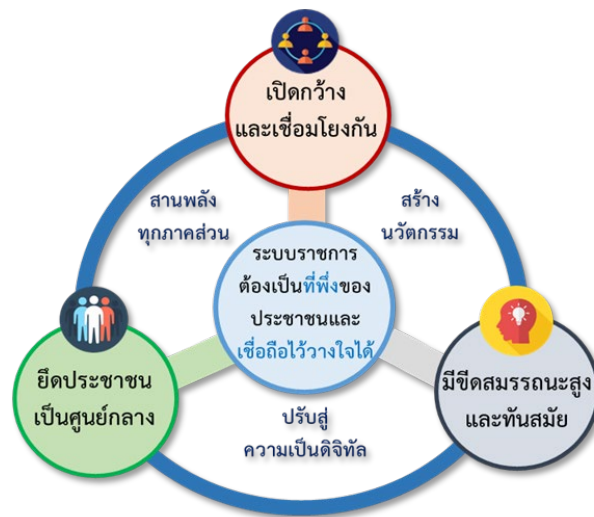 เปิดกว้าง
และเชื่อมโยงกัน
สานพลัง
ทุกภาคส่วน
สร้าง
นวัตกรรม
ระบบราชการ
ต้องเป็นที่พึ่งของ
ประชาชนและ
เชื่อถือไว้วางใจได้
ยึดประชาชน
เป็นศูนย์กลาง
มีขีดสมรรถนะสูง
และทันสมัย
ปรับสู่
ความเป็นดิจิทัล